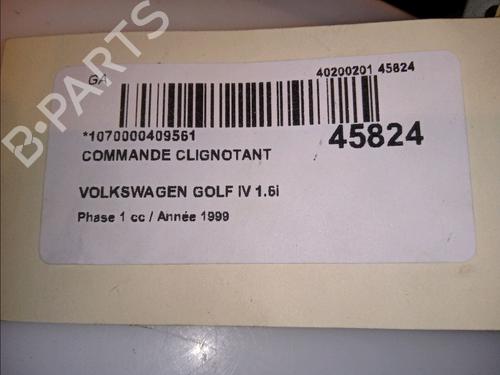 GA
40200201 45824
*1070000409561
45824
COMMANDE CLIGNOTANT
VOLKSWAGEN GOLF IV 1.6i
Phase 1 cc / Année 1999
B-PARTS